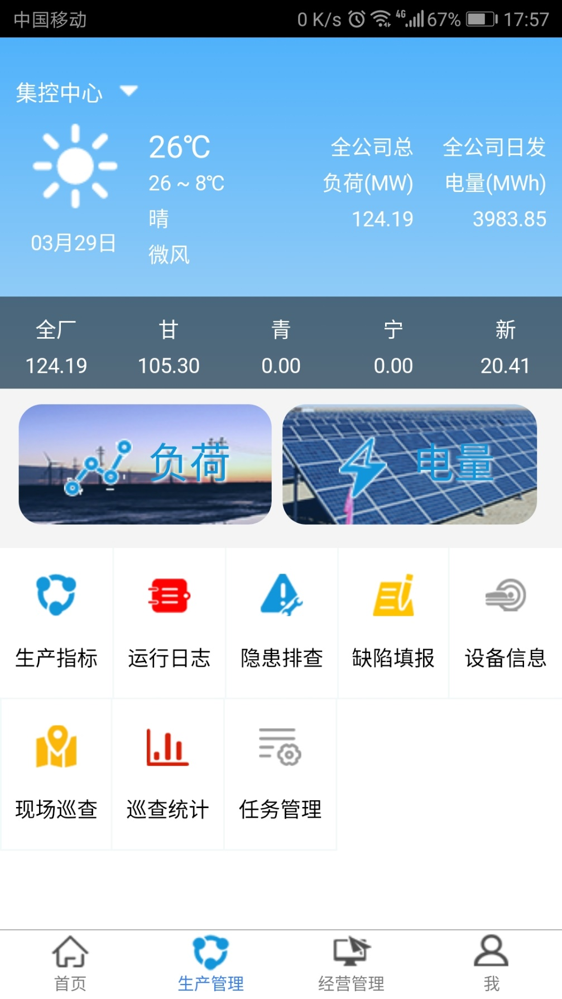 中国移动
0 K/s 4G 67% 17:57
集控中心
26℃
26 ~ 8℃
晴
微风
03月29日
全公司总
负荷(MW)
124.19
全公司日发
电量(MWh)
3983.85
全厂 甘 青 宁 新
124.19 105.30 0.00 0.00 20.41
负荷 电量
生产指标 运行日志 隐患排查 缺陷填报 设备信息
现场巡查 巡查统计 任务管理
首页 生产管理 经营管理 我